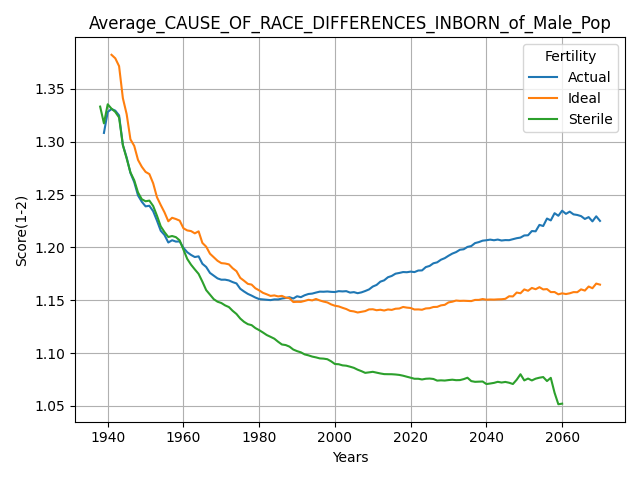 Average_CAUSE_OF_RACE_DIFFERENCES_INBORN_of_Male_Pop
Fertility
Actual
Ideal
Sterile
Score(1-2)
1.35
1.30
1.25
1.20
1.15
1.10
1.05
1940 1960 1980 2000 2020 2040 2060
Years